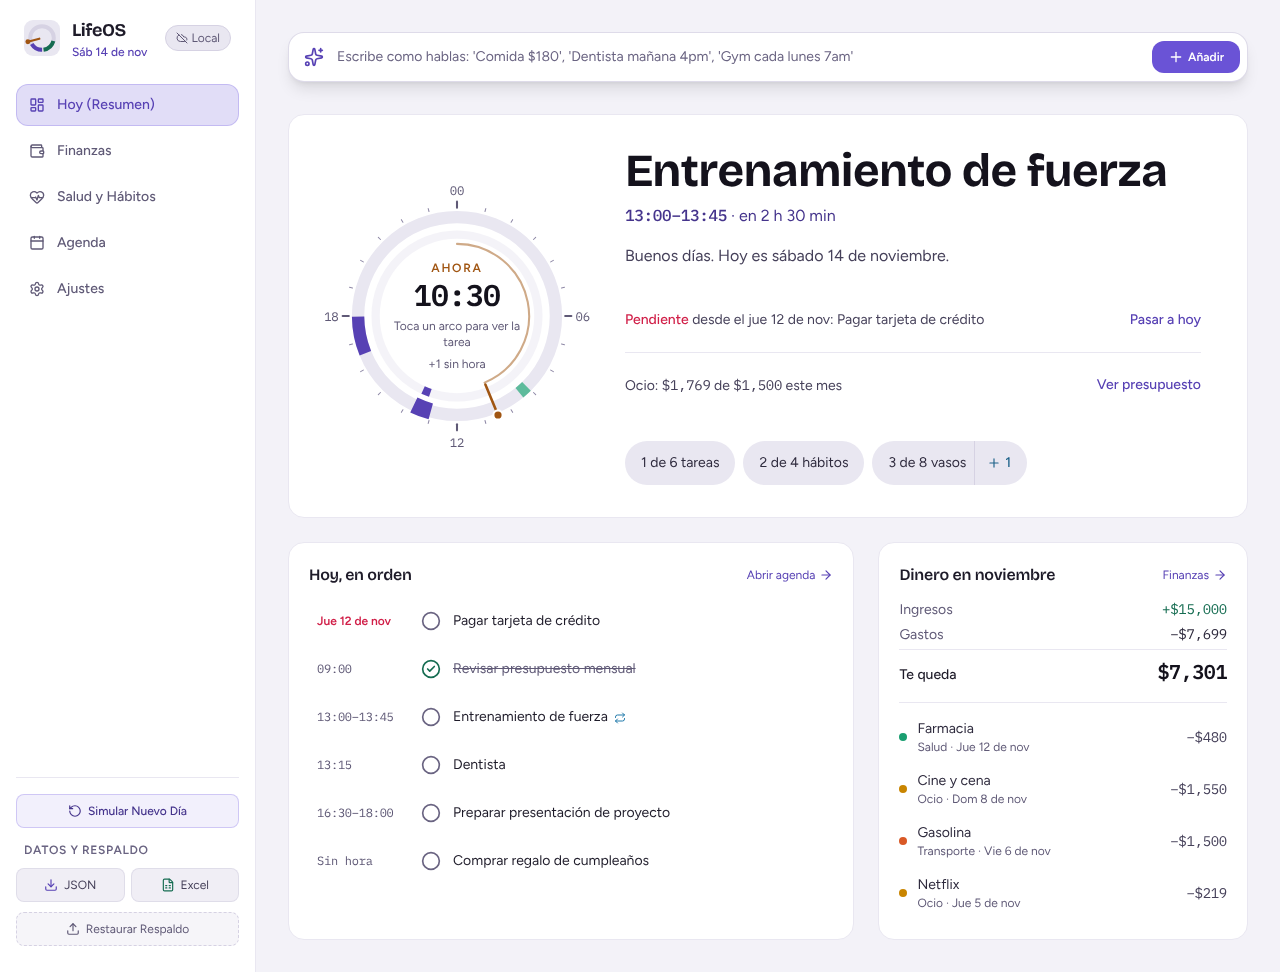 LifeOS
Sáb 14 de nov
Local
Hoy (Resumen)
Finanzas
Salud y Hábitos
Agenda
Ajustes
Simular Nuevo Día
DATOS Y RESPALDO
JSON
Excel
Restaurar Respaldo
Escribe como hablas: 'Comida $180', 'Dentista mañana 4pm', 'Gym cada lunes 7am'
Añadir
00
06
12
18
AHORA
10:30
Toca un arco para ver la
tarea
+1 sin hora
Entrenamiento de fuerza
13:00–13:45 · en 2 h 30 min
Buenos días. Hoy es sábado 14 de noviembre.
Pendiente desde el jue 12 de nov: Pagar tarjeta de crédito
Pasar a hoy
Ocio: $1,769 de $1,500 este mes
Ver presupuesto
1 de 6 tareas
2 de 4 hábitos
3 de 8 vasos
+ 1
Hoy, en orden
Abrir agenda →
Jue 12 de nov Pagar tarjeta de crédito
09:00 Revisar presupuesto mensual
13:00–13:45 Entrenamiento de fuerza
13:15 Dentista
16:30–18:00 Preparar presentación de proyecto
Sin hora Comprar regalo de cumpleaños
Dinero en noviembre
Finanzas →
Ingresos +$15,000
Gastos −$7,699
Te queda $7,301
Farmacia
Salud · Jue 12 de nov
−$480
Cine y cena
Ocio · Dom 8 de nov
−$1,550
Gasolina
Transporte · Vie 6 de nov
−$1,500
Netflix
Ocio · Jue 5 de nov
−$219